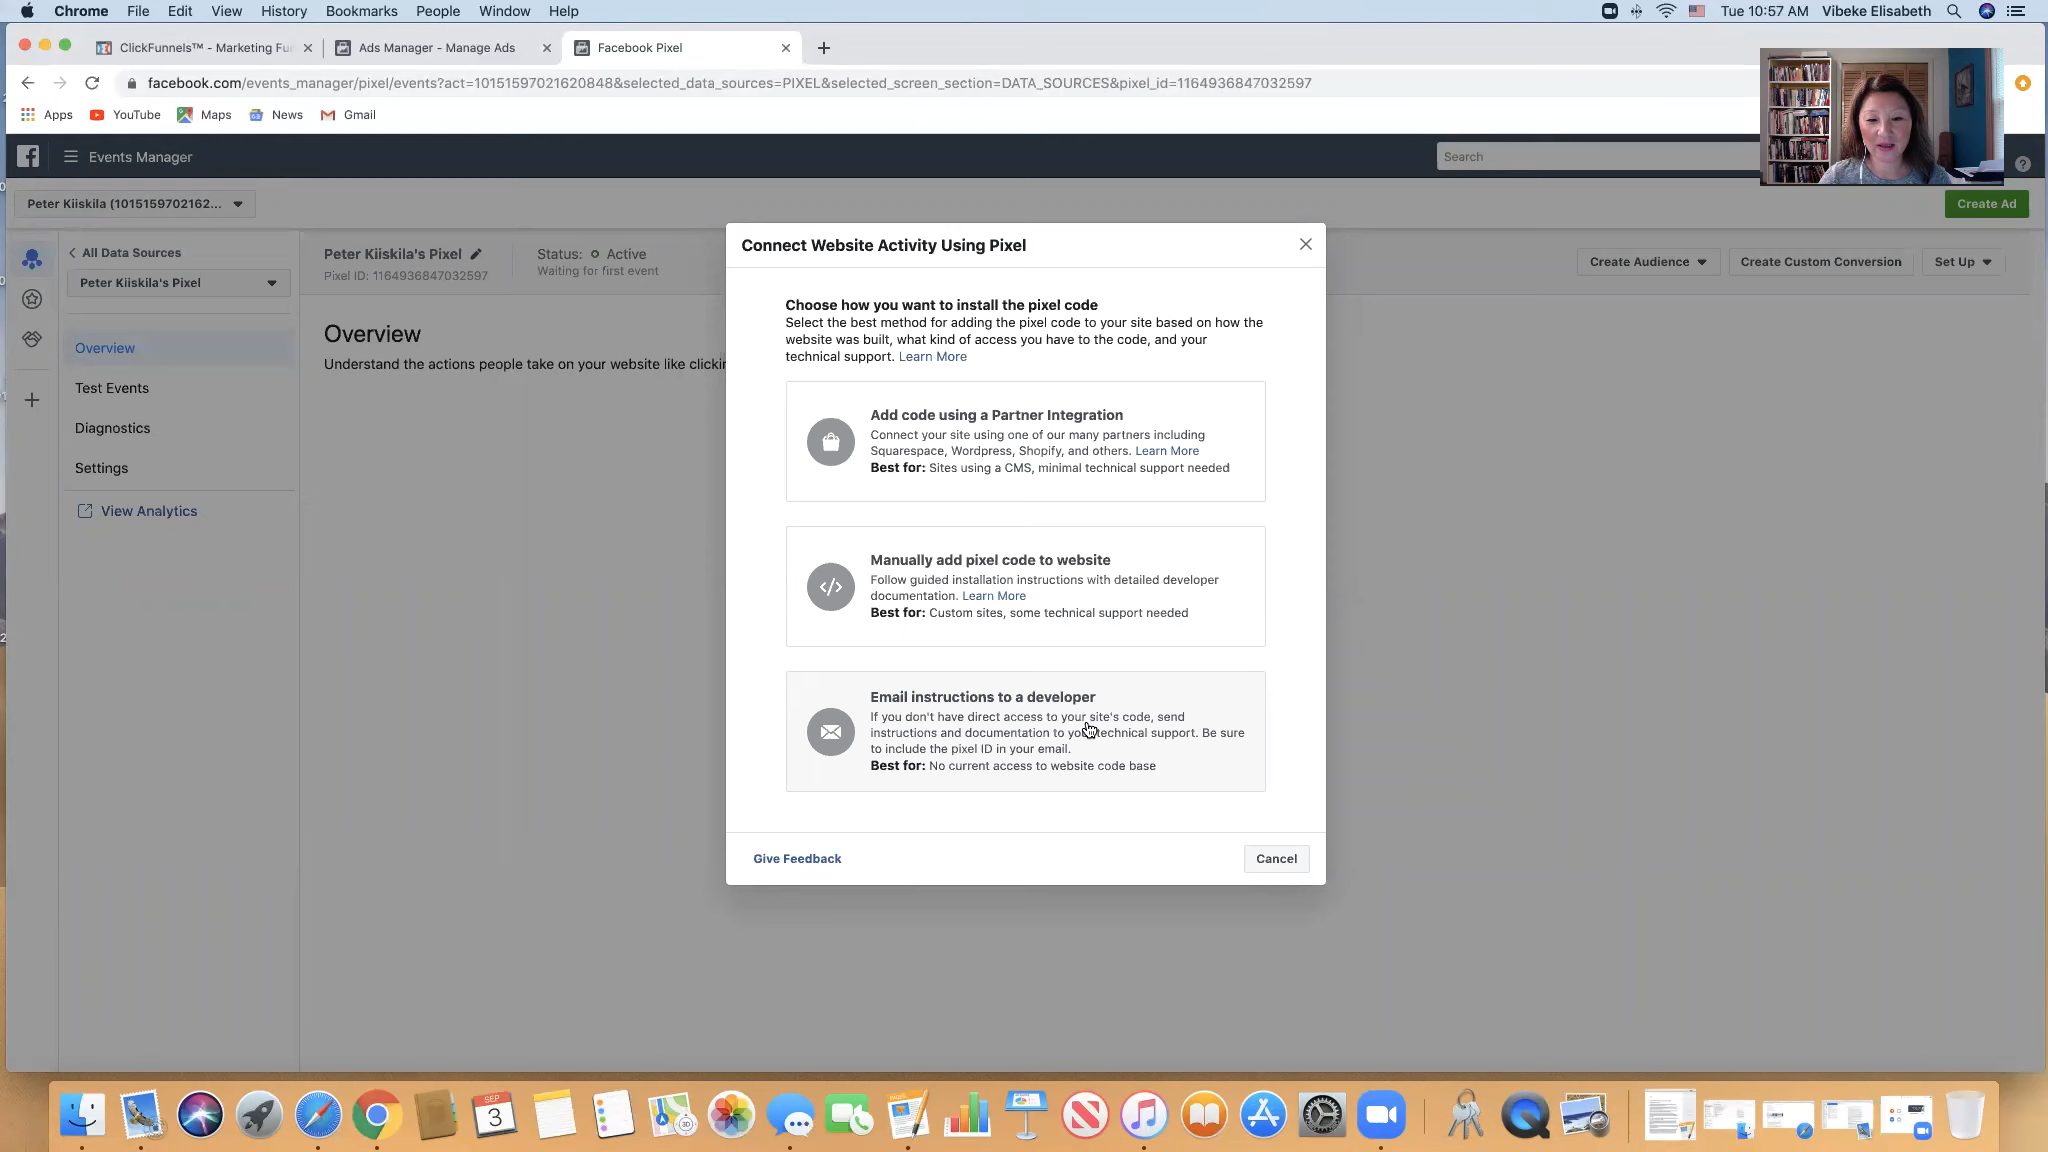 Chrome File Edit View History Bookmarks People Window Help
Tue 10:57 AM Vibeke Elisabeth
ClickFunnels™ - Marketing Fu
Ads Manager - Manage Ads
Facebook Pixel
facebook.com/events_manager/pixel/events?act=10151597021620848&selected_data_sources=PIXEL&selected_screen_section=DATA_SOURCES&pixel_id=1164936847032597
Apps YouTube Maps News Gmail
Events Manager
Search
Peter Kiiskila (1015159702162...
Create Ad
All Data Sources
Peter Kiiskila's Pixel
Overview
Test Events
Diagnostics
Settings
View Analytics
Peter Kiiskila's Pixel
Pixel ID: 1164936847032597
Status: Active
Waiting for first event
Create Audience
Create Custom Conversion
Set Up
Overview
Understand the actions people take on your website like clickin
Connect Website Activity Using Pixel
Choose how you want to install the pixel code
Select the best method for adding the pixel code to your site based on how the
website was built, what kind of access you have to the code, and your
technical support. Learn More
Add code using a Partner Integration
Connect your site using one of our many partners including
Squarespace, Wordpress, Shopify, and others. Learn More
Best for: Sites using a CMS, minimal technical support needed
Manually add pixel code to website
Follow guided installation instructions with detailed developer
documentation. Learn More
Best for: Custom sites, some technical support needed
Email instructions to a developer
If you don't have direct access to your site's code, send
instructions and documentation to your technical support. Be sure
to include the pixel ID in your email.
Best for: No current access to website code base
Give Feedback
Cancel
SEP
3
PAGES
3D